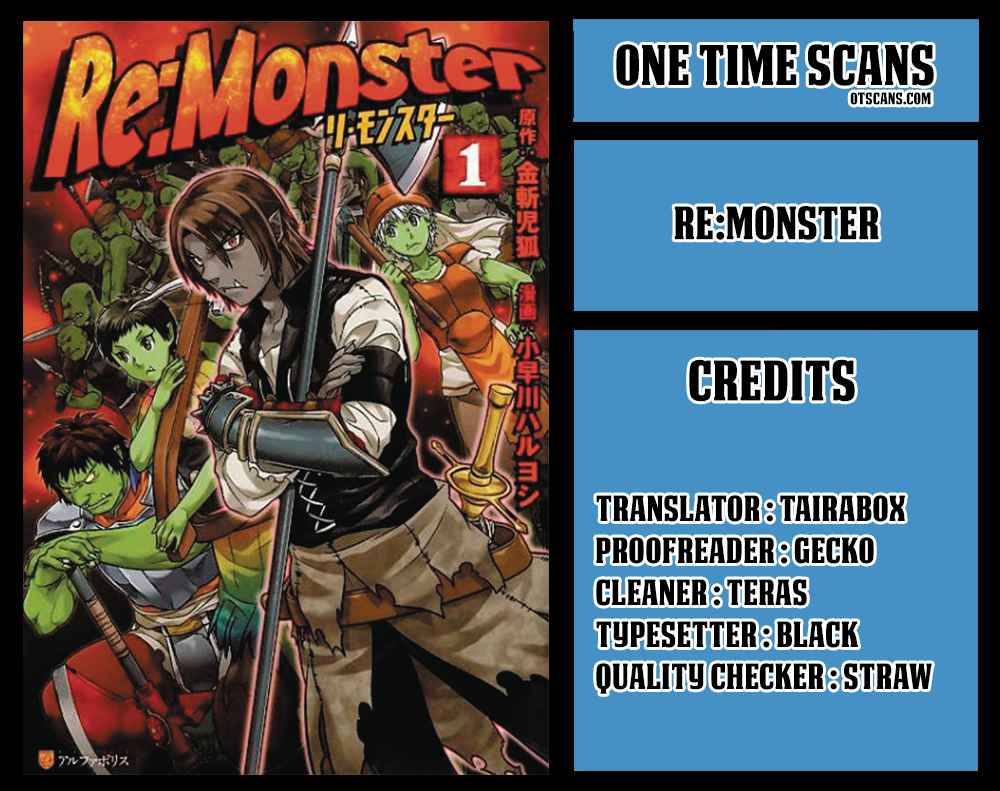 Re:Monster
リ・モンスター
1
原作：金斬児狐
漫画：小早川ハルヨシ
アルファポリス
ONE TIME SCANS
OTSCANS.COM
RE:MONSTER
CREDITS
TRANSLATOR : TAIRABOX
PROOFREADER : GECKO
CLEANER : TERAS
TYPESETTER : BLACK
QUALITY CHECKER : STRAW